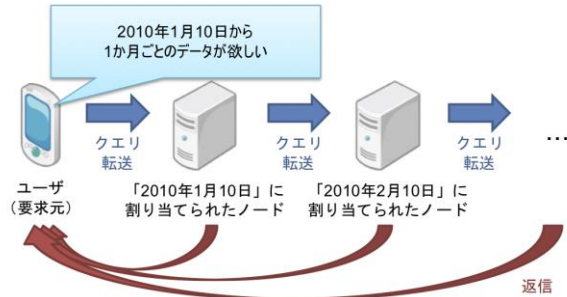 2010年1月10日から
1か月ごとのデータが欲しい
クエリ
転送
クエリ
転送
クエリ
転送
…
ユーザ
(要求元)
「2010年1月10日」に
割り当てられたノード
「2010年2月10日」に
割り当てられたノード
返信